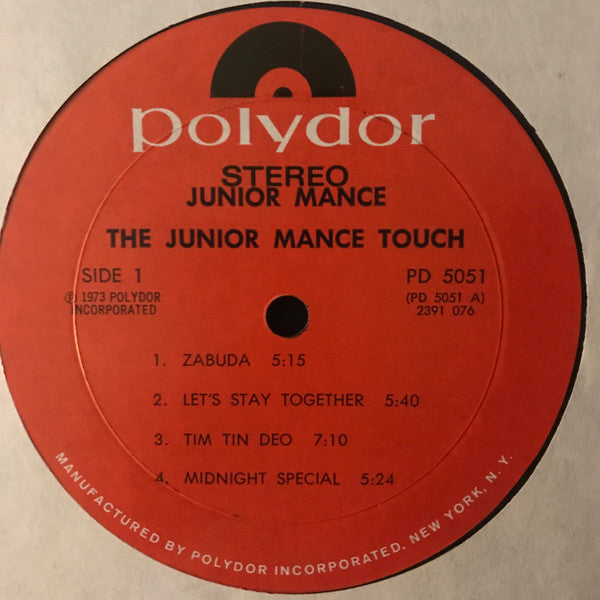 polydor
STEREO
JUNIOR MANCE
THE JUNIOR MANCE TOUCH
SIDE 1
PD 5051
℗ 1973 POLYDOR
INCORPORATED
(PD 5051 A)
2391 076
1. ZABUDA 5:15
2. LET'S STAY TOGETHER 5:40
3. TIM TIN DEO 7:10
4. MIDNIGHT SPECIAL 5:24
MANUFACTURED BY POLYDOR INCORPORATED, NEW YORK, N. Y.